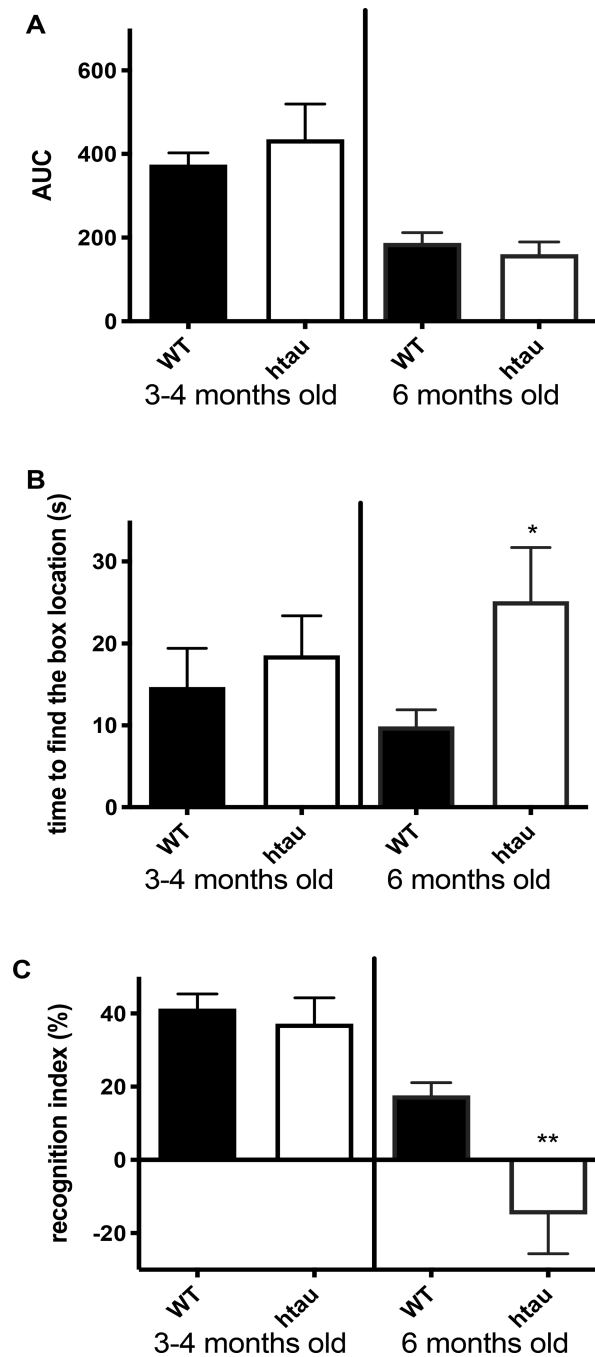 A
AUC
600
400
200
0
WT
htau
WT
htau
3-4 months old
6 months old
B
time to find the box location (s)
30
20
10
0
*
WT
htau
WT
htau
3-4 months old
6 months old
C
recognition index (%)
40
20
0
-20
**
WT
htau
WT
htau
3-4 months old
6 months old